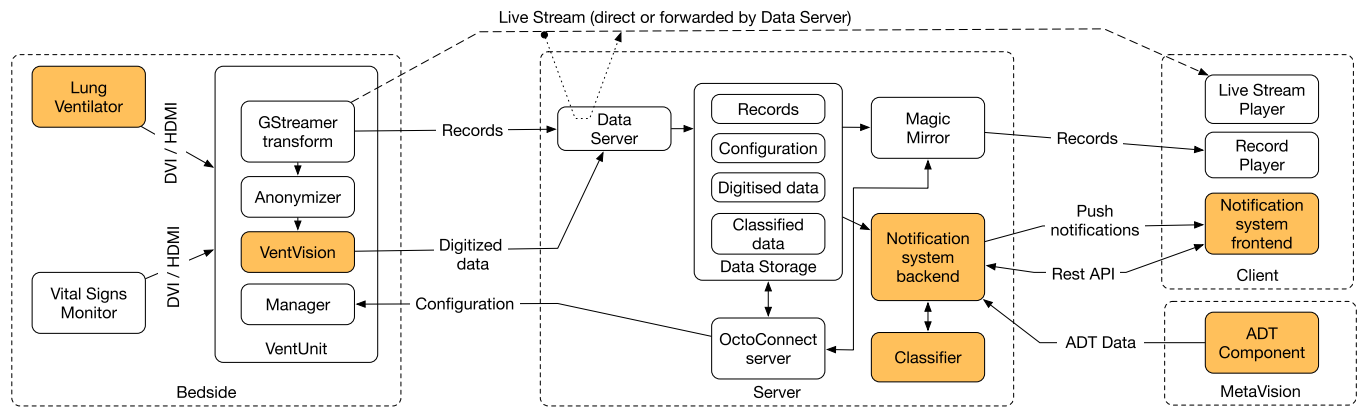 Live Stream (direct or forwarded by Data Server)
Lung
Ventilator
DVI / HDMI
Vital Signs
Monitor
DVI / HDMI
Bedside
GStreamer
transform
Anonymizer
VentVision
Manager
VentUnit
Records
Digitized
data
Configuration
Data
Server
Records
Configuration
Digitised data
Classified
data
Data Storage
OctoConnect
server
Magic
Mirror
Notification
system
backend
Classifier
Server
Records
Push
notifications
Rest API
ADT Data
Live Stream
Player
Record
Player
Notification
system
frontend
Client
ADT
Component
MetaVision